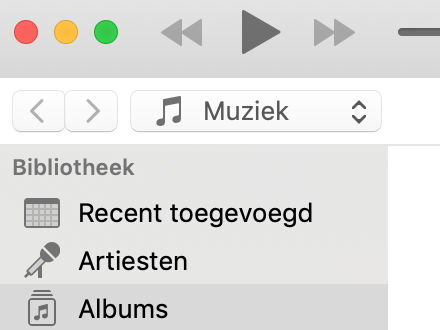 Muziek
Bibliotheek
Recent toegevoegd
Artiesten
Albums